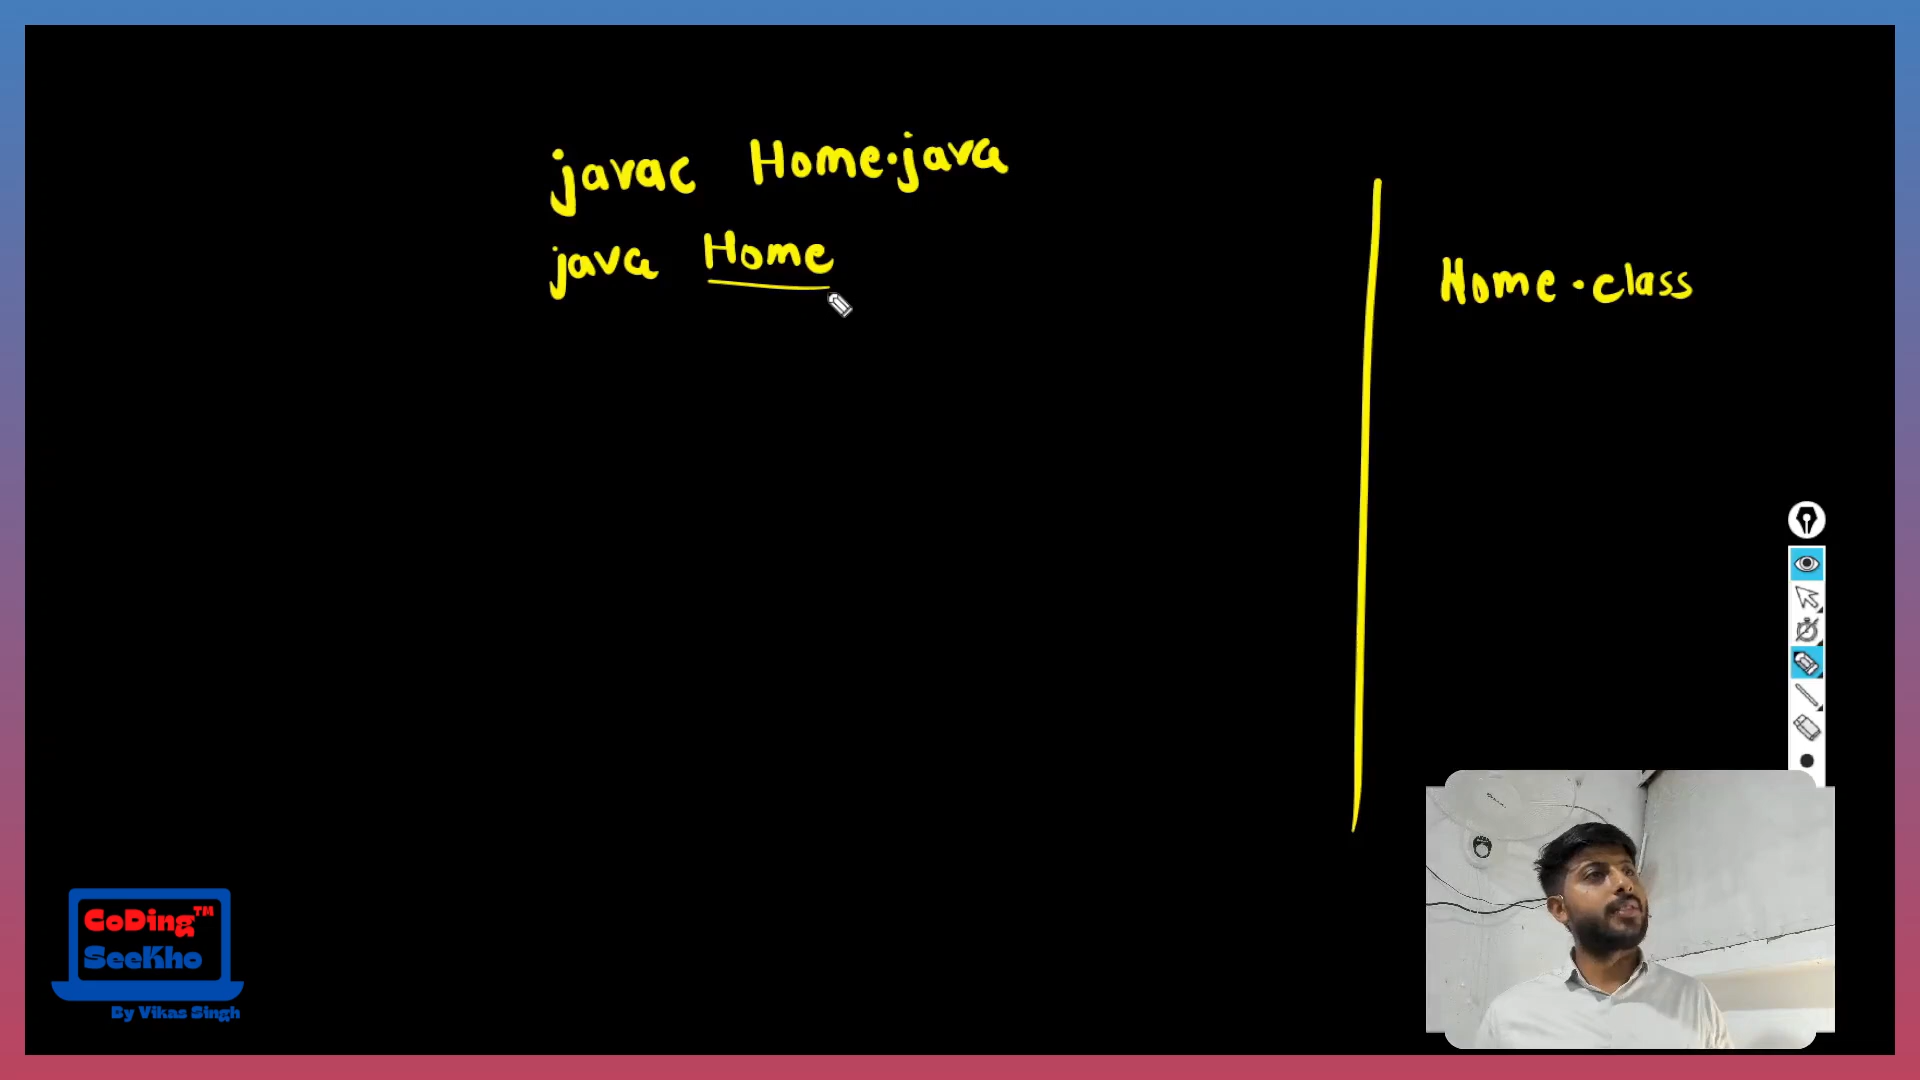 javac Home.java
java Home
Home.class
CoDing™
SeeKho
By Vikas Singh